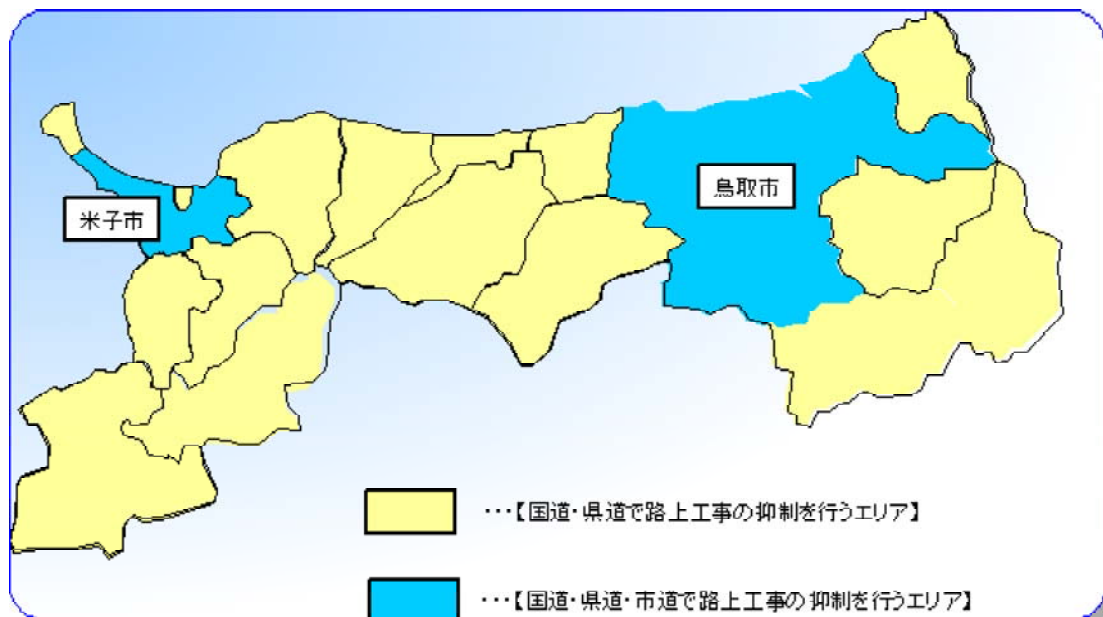 鳥取市
米子市
…【国道・県道で路上工事の抑制を行うエリア】
…【国道・県道・市道で路上工事の抑制を行うエリア】